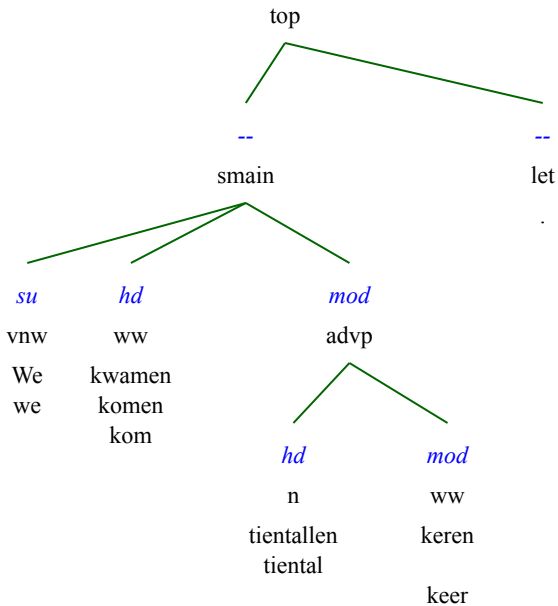 top
-- --
smain let
.
su hd mod
vnw ww advp
We kwamen
we komen
kom
hd mod
n ww
tientallen keren
tiental
keer